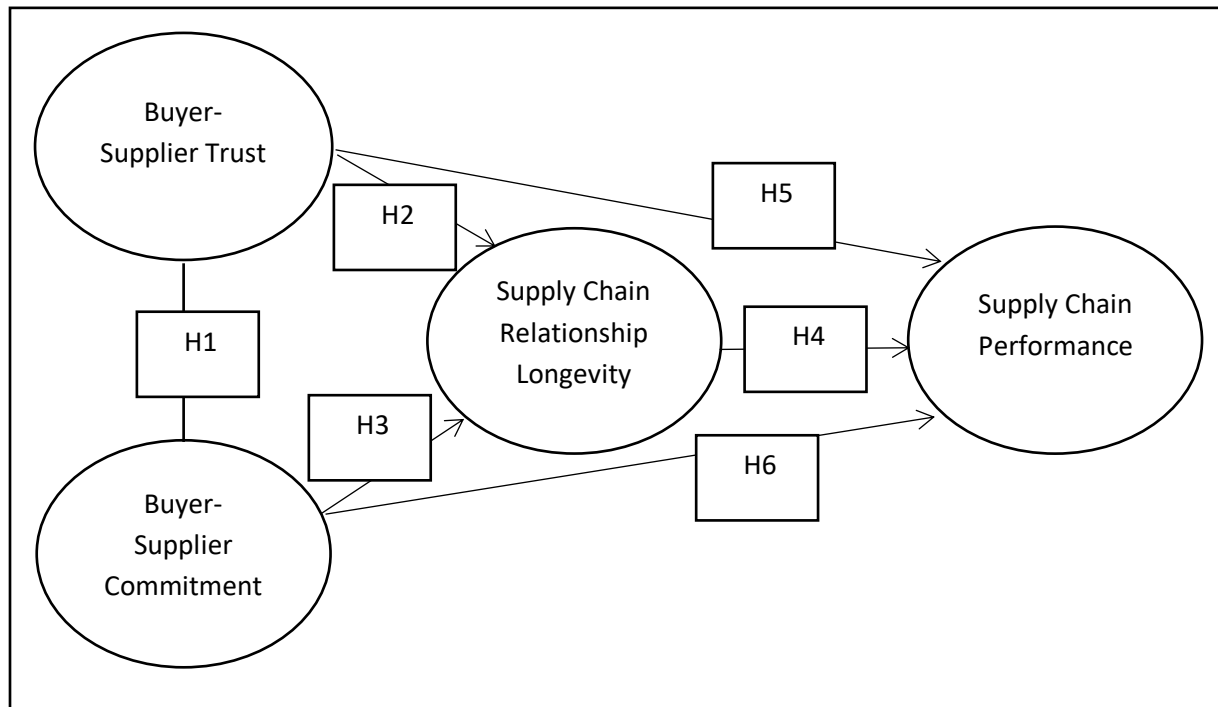 Buyer-
Supplier Trust
H1
Buyer-
Supplier
Commitment
H2
H3
Supply Chain
Relationship
Longevity
H5
H4
H6
Supply Chain
Performance